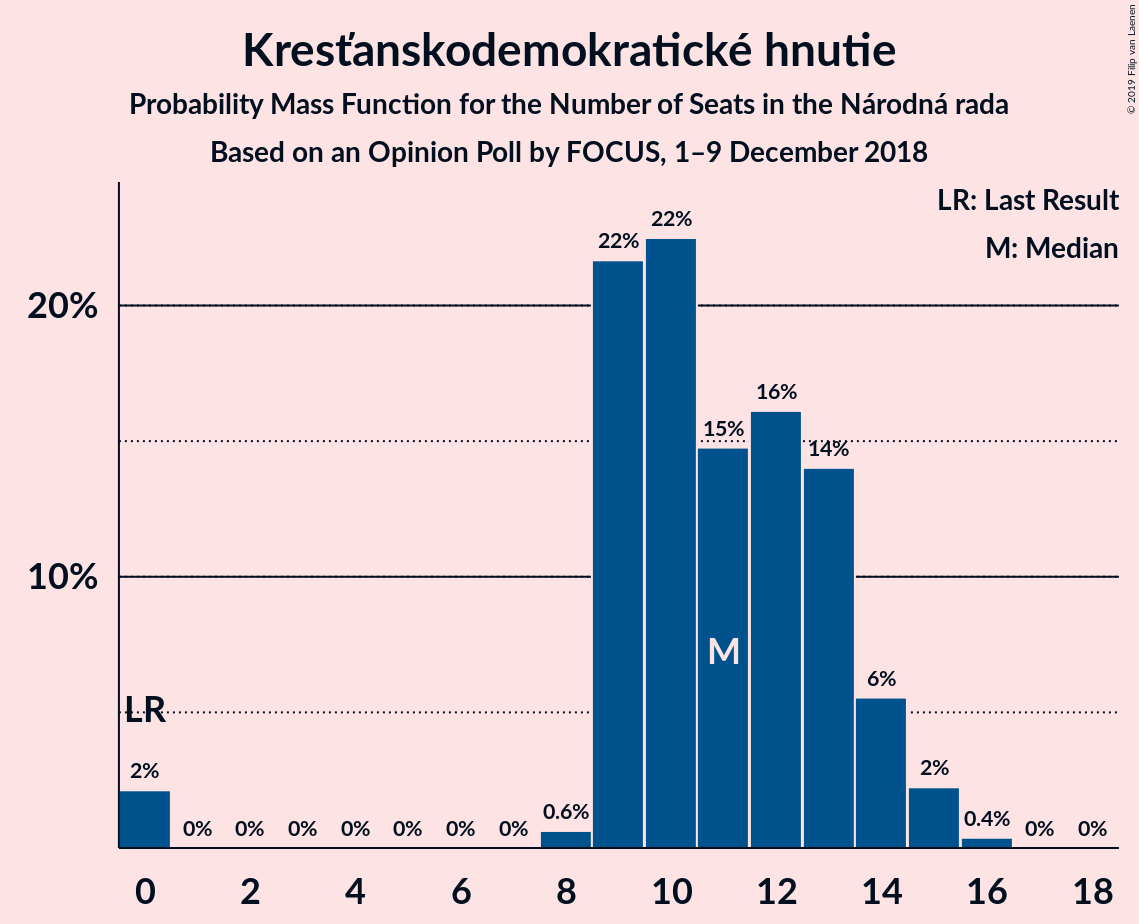 Kresťanskodemokratické hnutie
Probability Mass Function for the Number of Seats in the Národná rada
Based on an Opinion Poll by FOCUS, 1–9 December 2018
© 2019 Filip van Laenen
LR: Last Result
M: Median
20%
10%
22%
22%
16%
15%
14%
M
6%
LR
2%
2%
0.6%
0.4%
0% 0% 0% 0% 0% 0% 0% 0% 0%
0 2 4 6 8 10 12 14 16 18